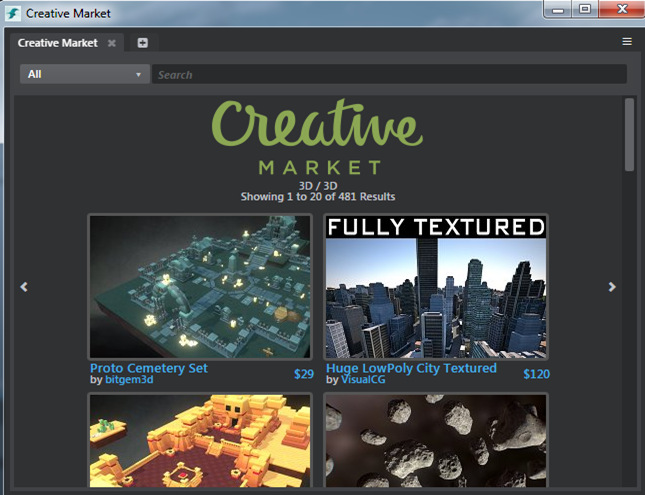 Creative Market
Creative Market
All
Search
Creative
MARKET
3D / 3D
Showing 1 to 20 of 481 Results
FULLY TEXTURED
Proto Cemetery Set
by bitgem3d
$29
Huge LowPoly City Textured
by VisualCG
$120